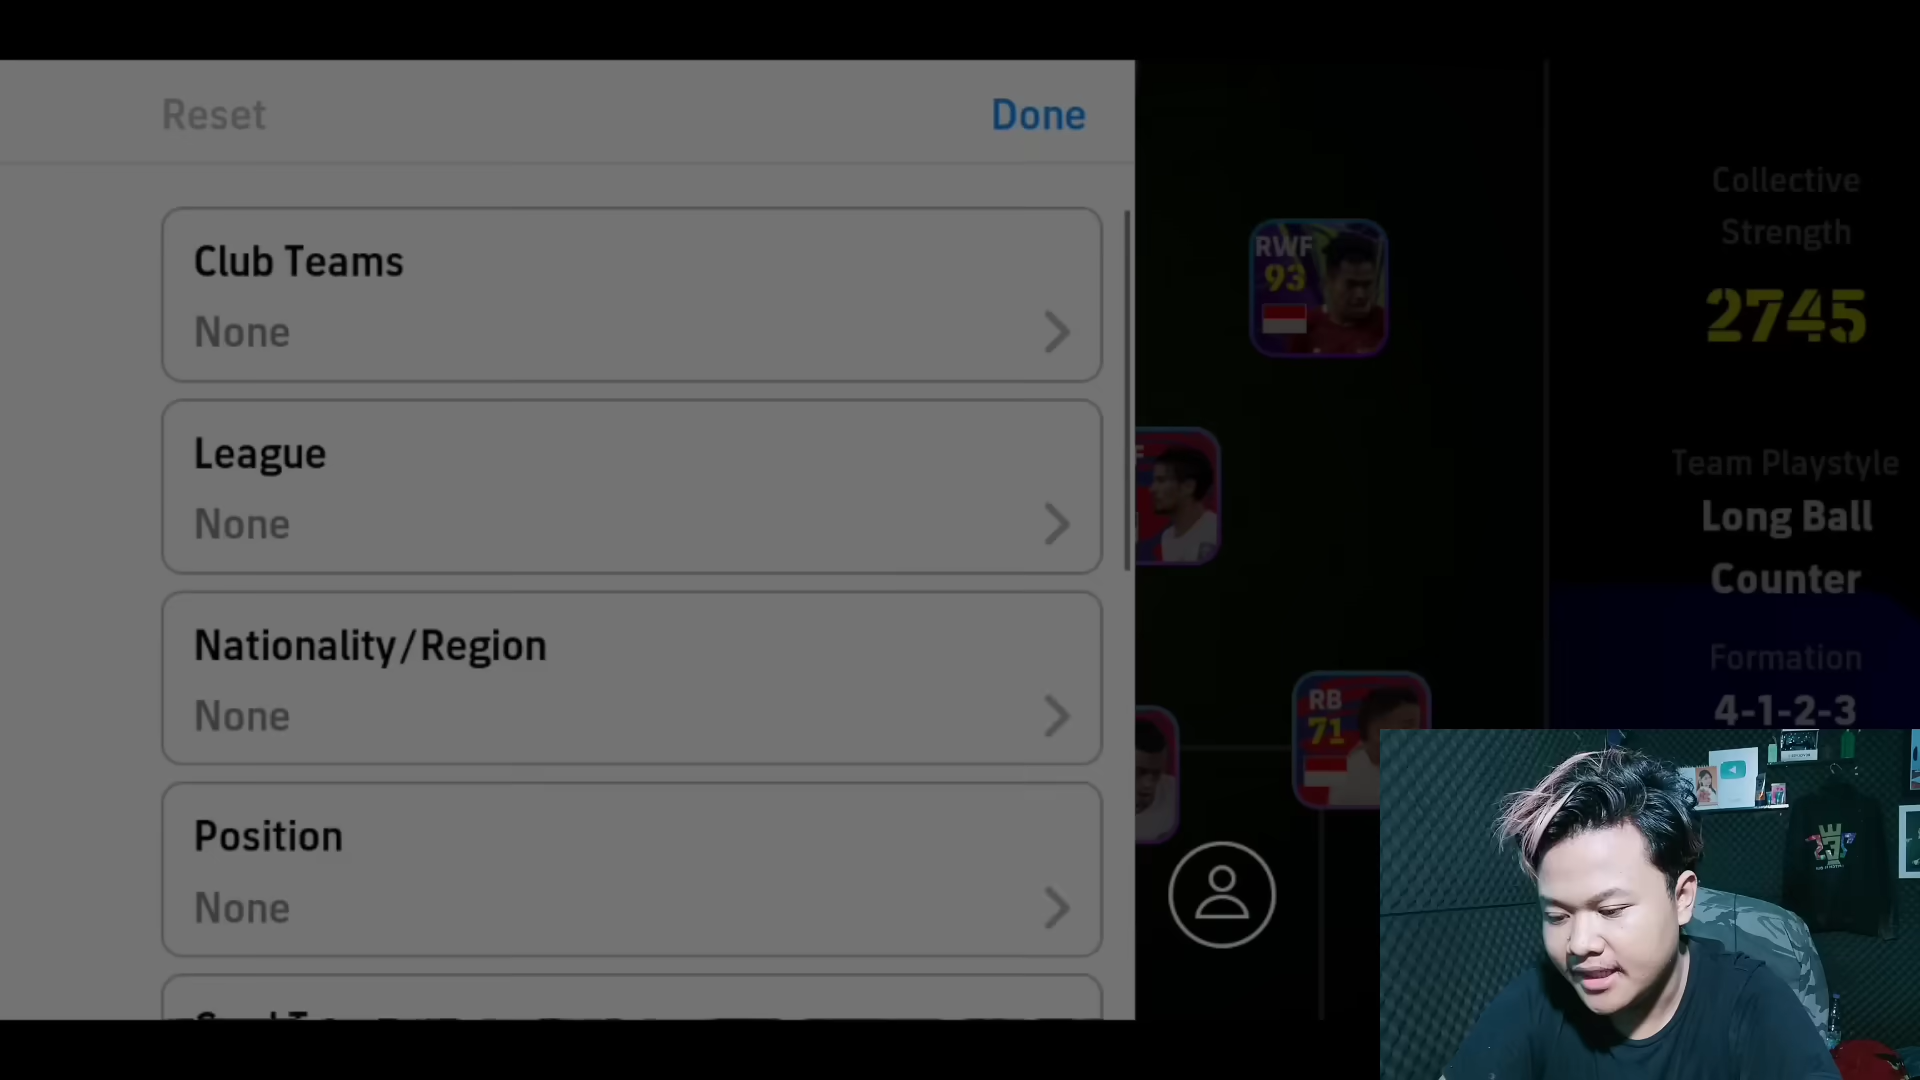 Reset
Done
Club Teams
None
League
None
Nationality/Region
None
Position
None
RWF
93
RB
71
Collective
Strength
2745
Team Playstyle
Long Ball
Counter
Formation
4-1-2-3